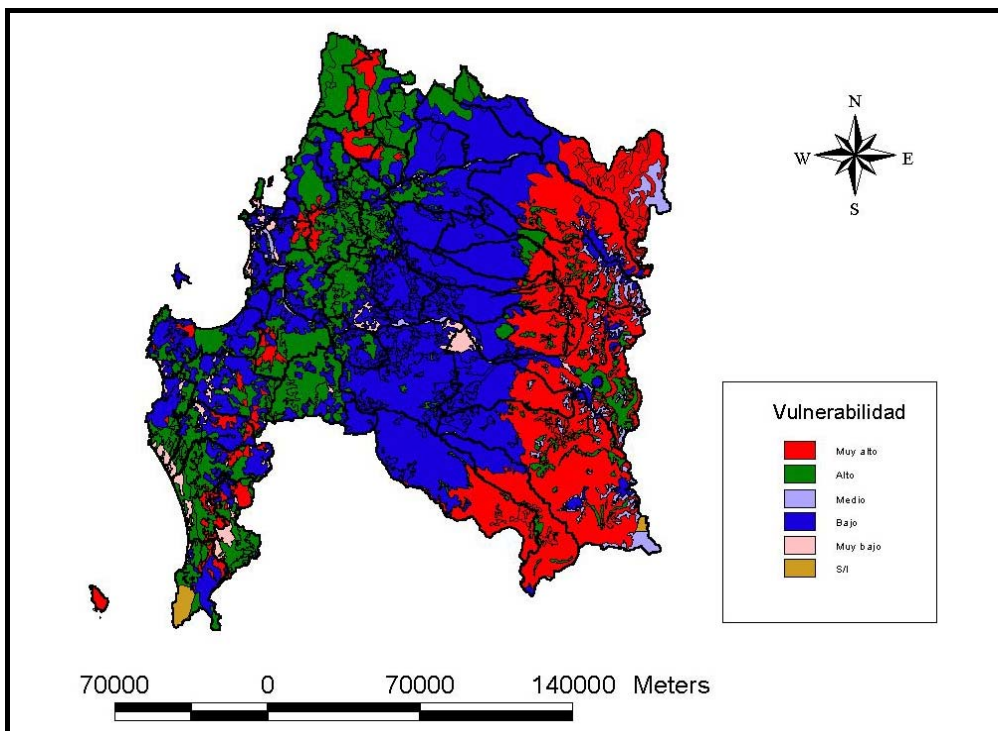 N
W E
S
Vulnerabilidad
Muy alto
Alto
Medio
Bajo
Muy bajo
S/I
70000 0 70000 140000 Meters